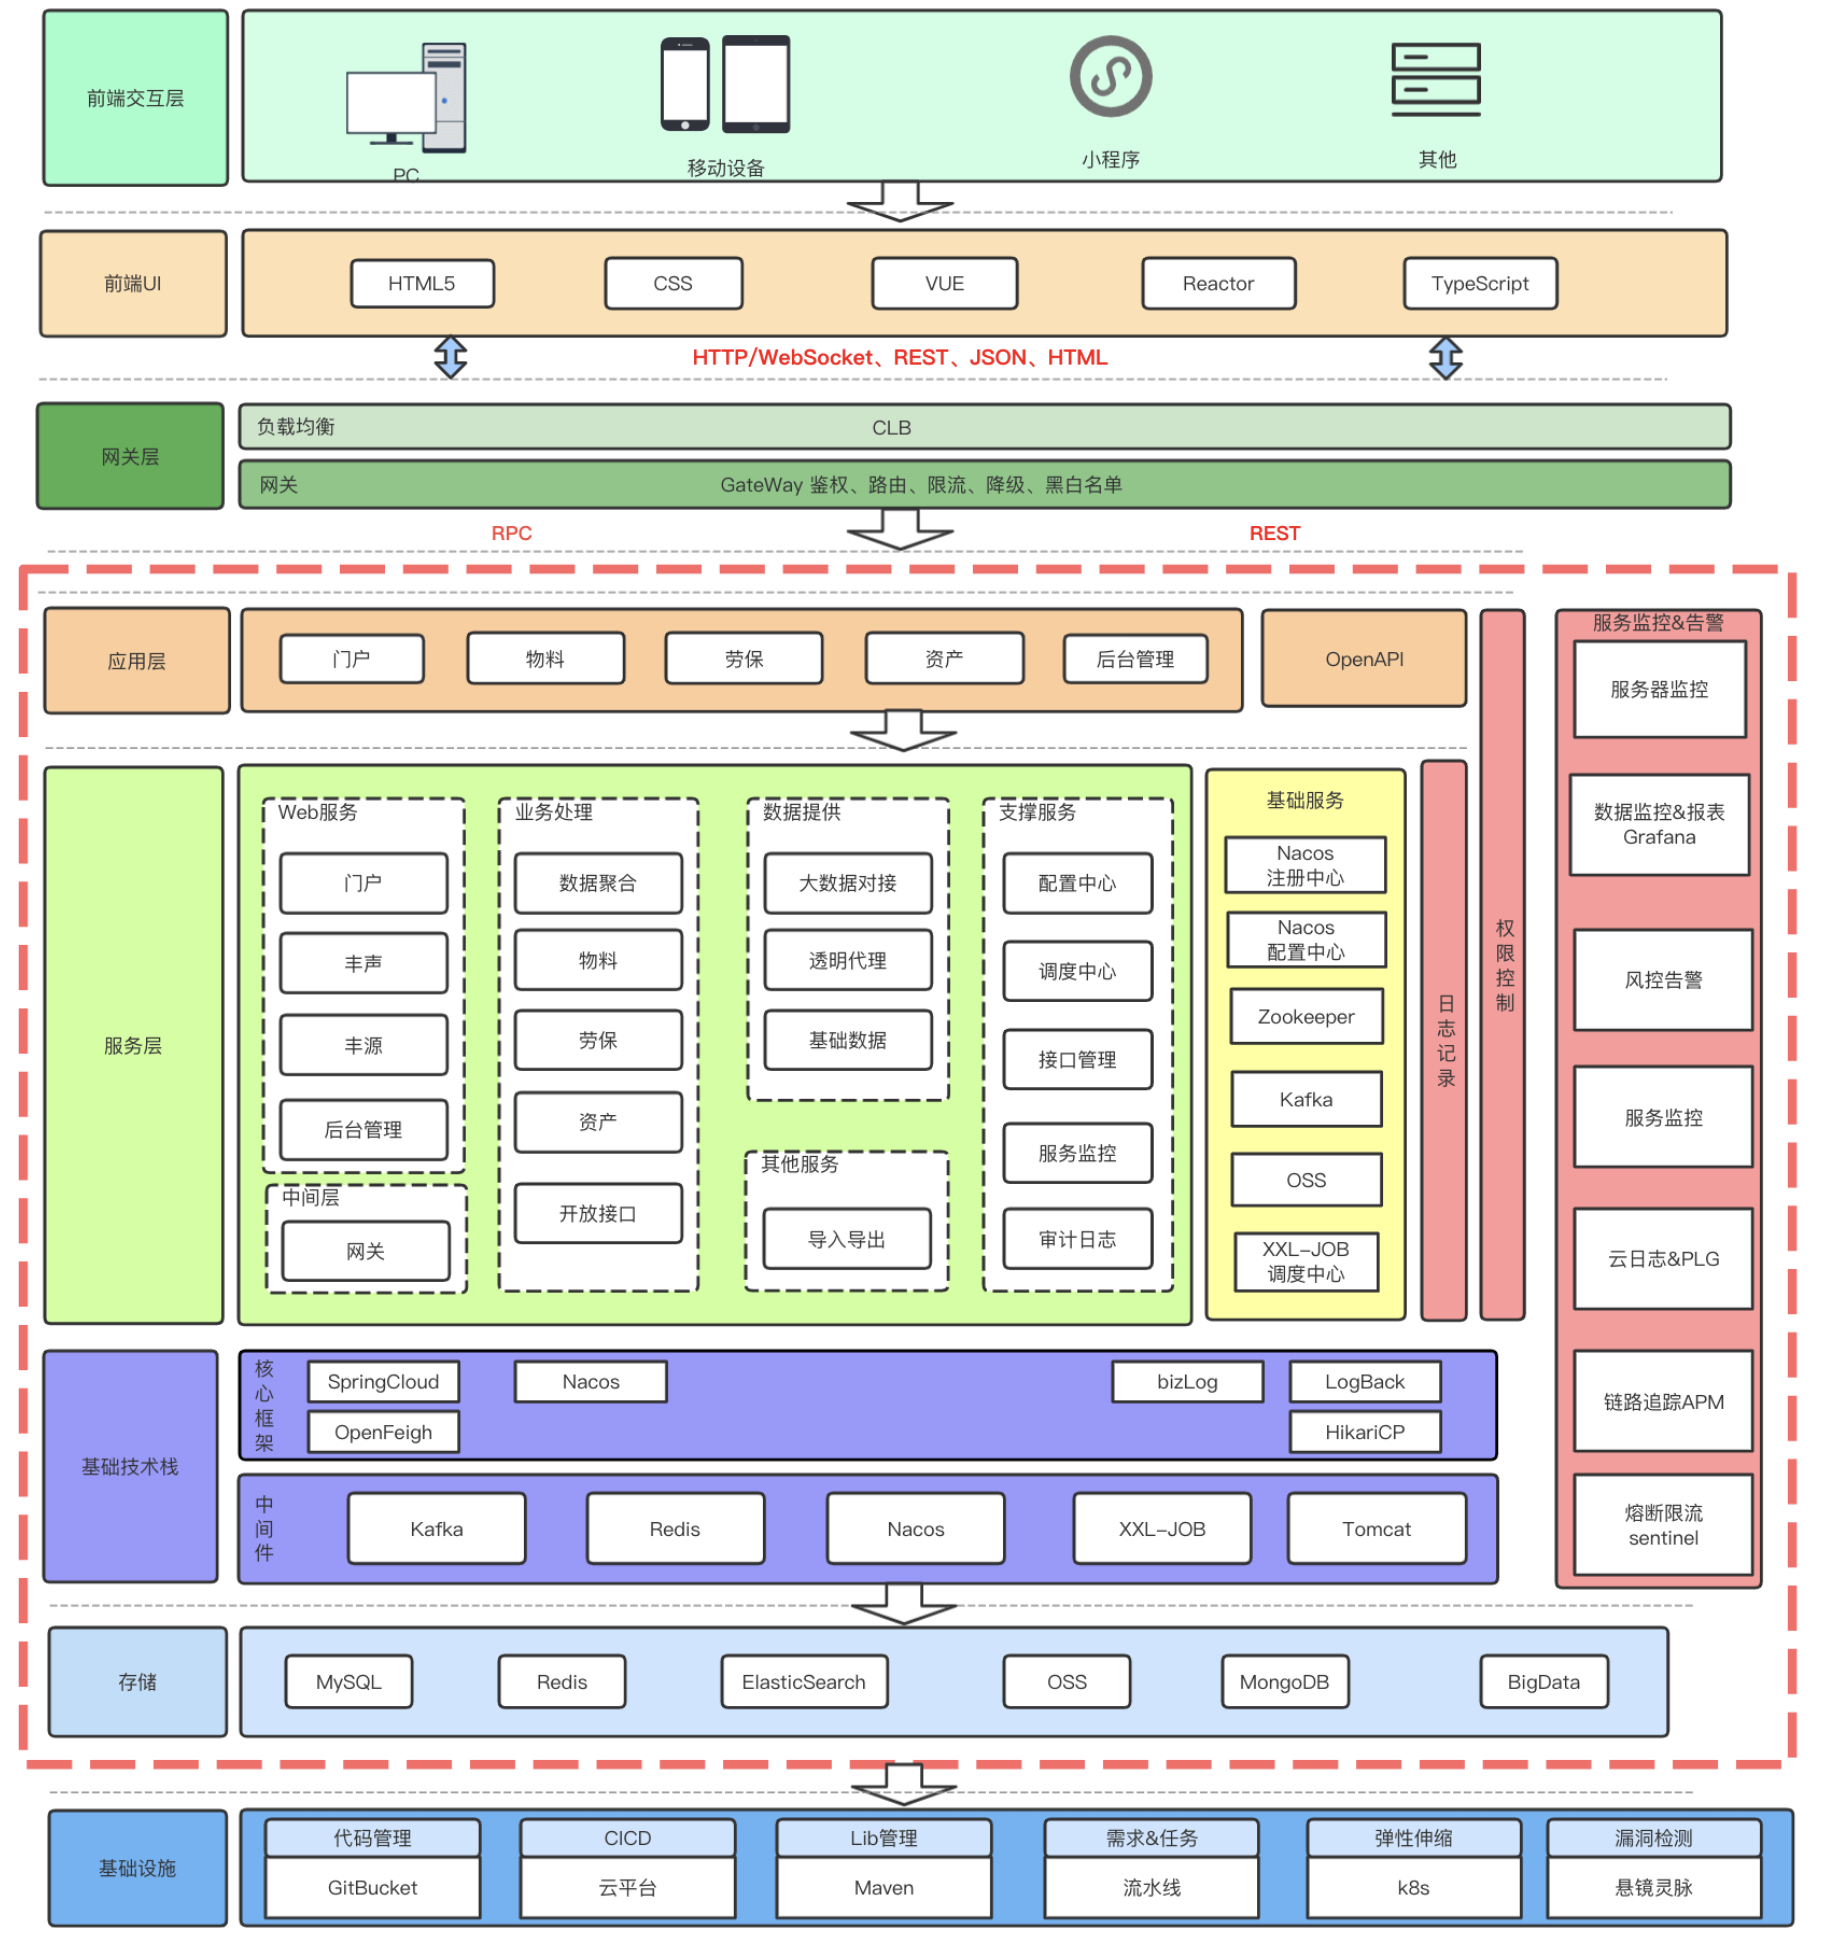 前端交互层
PC
移动设备
小程序
其他
前端UI
HTML5
CSS
VUE
Reactor
TypeScript
HTTP/WebSocket、REST、JSON、HTML
网关层
负载均衡
CLB
网关
GateWay 鉴权、路由、限流、降级、黑白名单
RPC
REST
应用层
门户
物料
劳保
资产
后台管理
OpenAPI
服务层
Web服务
门户
丰声
丰源
后台管理
中间层
网关
业务处理
数据聚合
物料
劳保
资产
开放接口
数据提供
大数据对接
透明代理
基础数据
其他服务
导入导出
支撑服务
配置中心
调度中心
接口管理
服务监控
审计日志
基础服务
Nacos
注册中心
Nacos
配置中心
Zookeeper
Kafka
OSS
XXL-JOB
调度中心
日志记录
权限控制
服务监控&告警
服务器监控
数据监控&报表
Grafana
风控告警
服务监控
云日志&PLG
链路追踪APM
熔断限流
sentinel
基础技术栈
核心框架
SpringCloud
Nacos
bizLog
LogBack
OpenFeigh
HikariCP
中间件
Kafka
Redis
Nacos
XXL-JOB
Tomcat
存储
MySQL
Redis
ElasticSearch
OSS
MongoDB
BigData
基础设施
代码管理
GitBucket
CICD
云平台
Lib管理
Maven
需求&任务
流水线
弹性伸缩
k8s
漏洞检测
悬镜灵脉